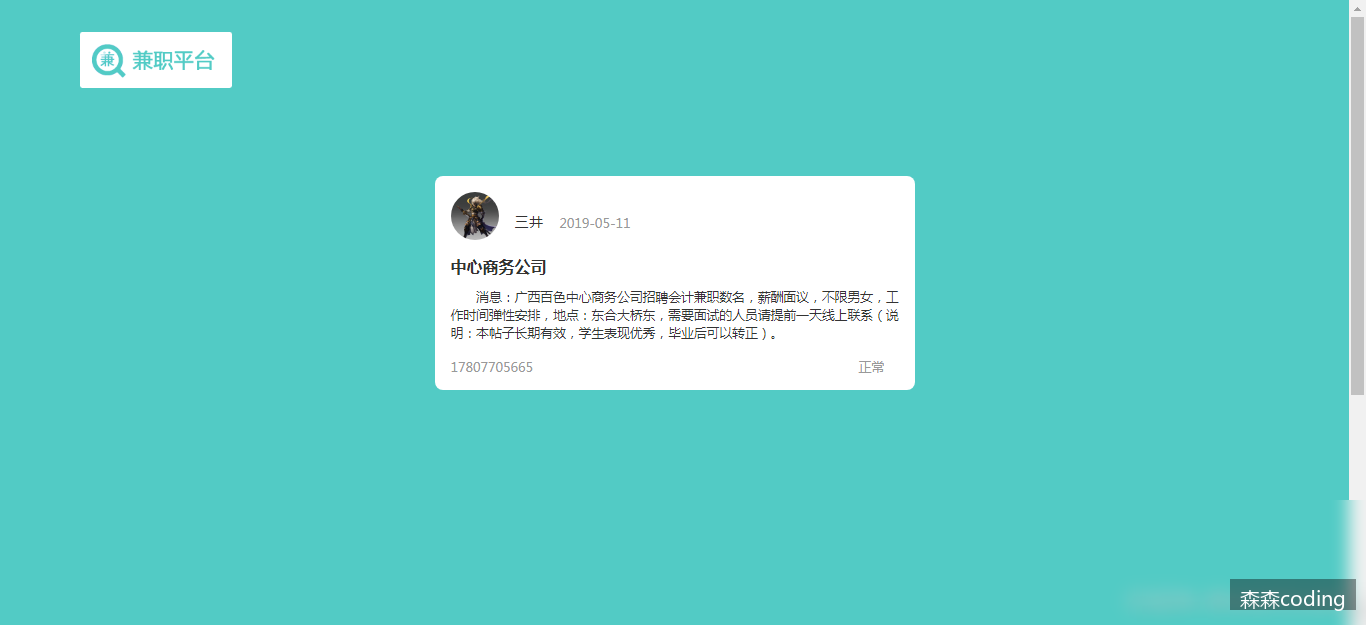 兼 兼职平台
三井 2019-05-11
中心商务公司
消息：广西百色中心商务公司招聘会计兼职数名，薪酬面议，不限男女，工
作时间弹性安排，地点：东合大桥东，需要面试的人员请提前一天线上联系（说
明：本帖子长期有效，学生表现优秀，毕业后可以转正）。
17807705665 正常
森森coding